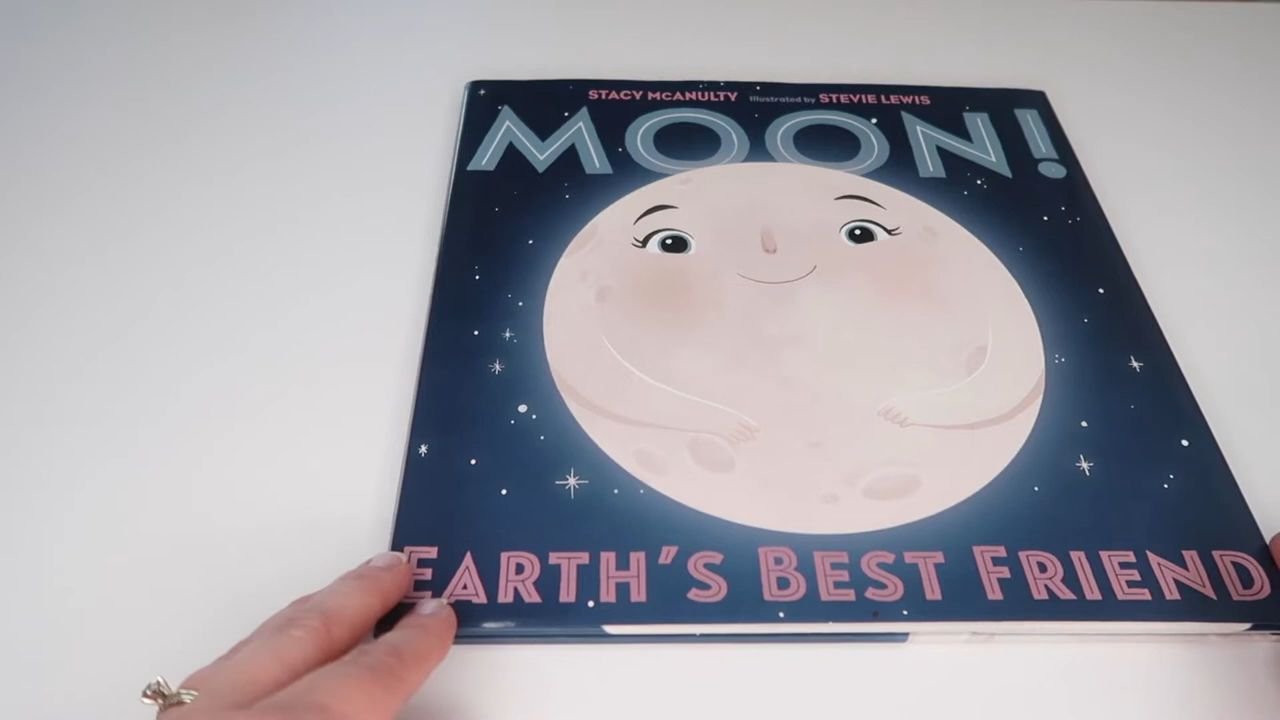 STACY McANULTY Illustrated by STEVIE LEWIS
MOON!
EARTH'S BEST FRIEND